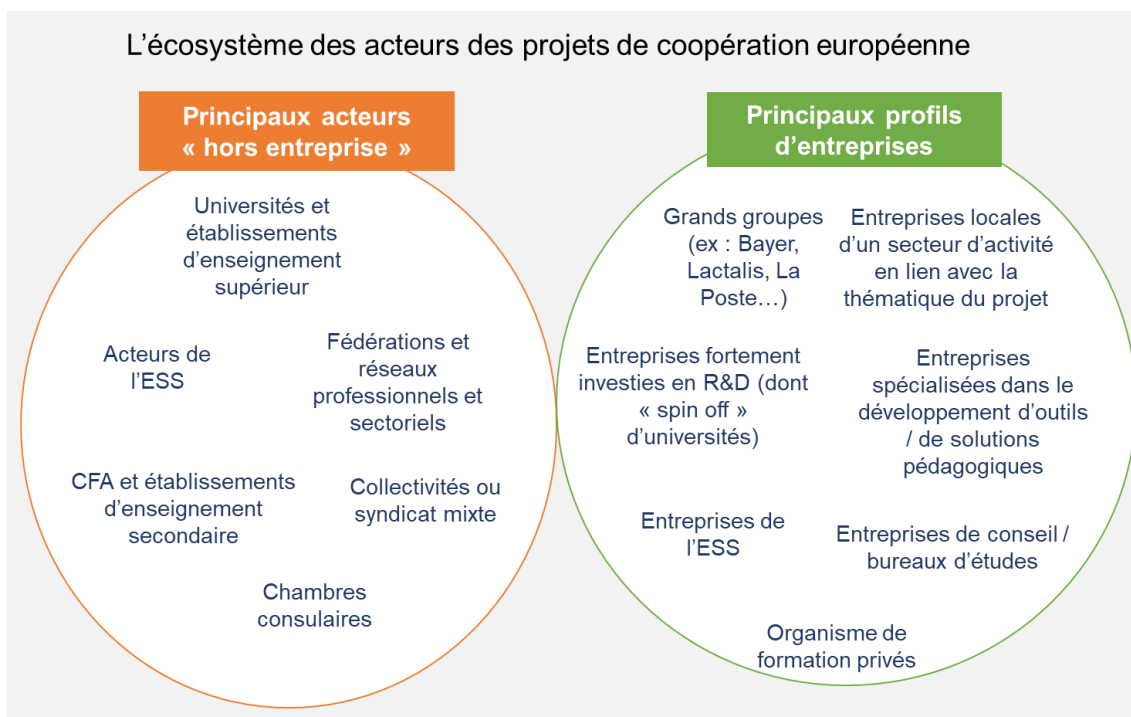 L'écosystème des acteurs des projets de coopération européenne
Principaux acteurs
« hors entreprise »
Universités et
établissements
d'enseignement
supérieur
Acteurs de
l'ESS
Fédérations et
réseaux
professionnels et
sectoriels
CFA et établissements
d'enseignement
secondaire
Collectivités ou
syndicat mixte
Chambres
consulaires
Principaux profils
d'entreprises
Grands groupes
(ex : Bayer,
Lactalis, La
Poste…)
Entreprises locales
d'un secteur d'activité
en lien avec la
thématique du projet
Entreprises fortement
investies en R&D (dont
« spin off »
d'universités)
Entreprises
spécialisées dans le
développement d'outils
/ de solutions
pédagogiques
Entreprises de
l'ESS
Entreprises de conseil /
bureaux d'études
Organisme de
formation privés